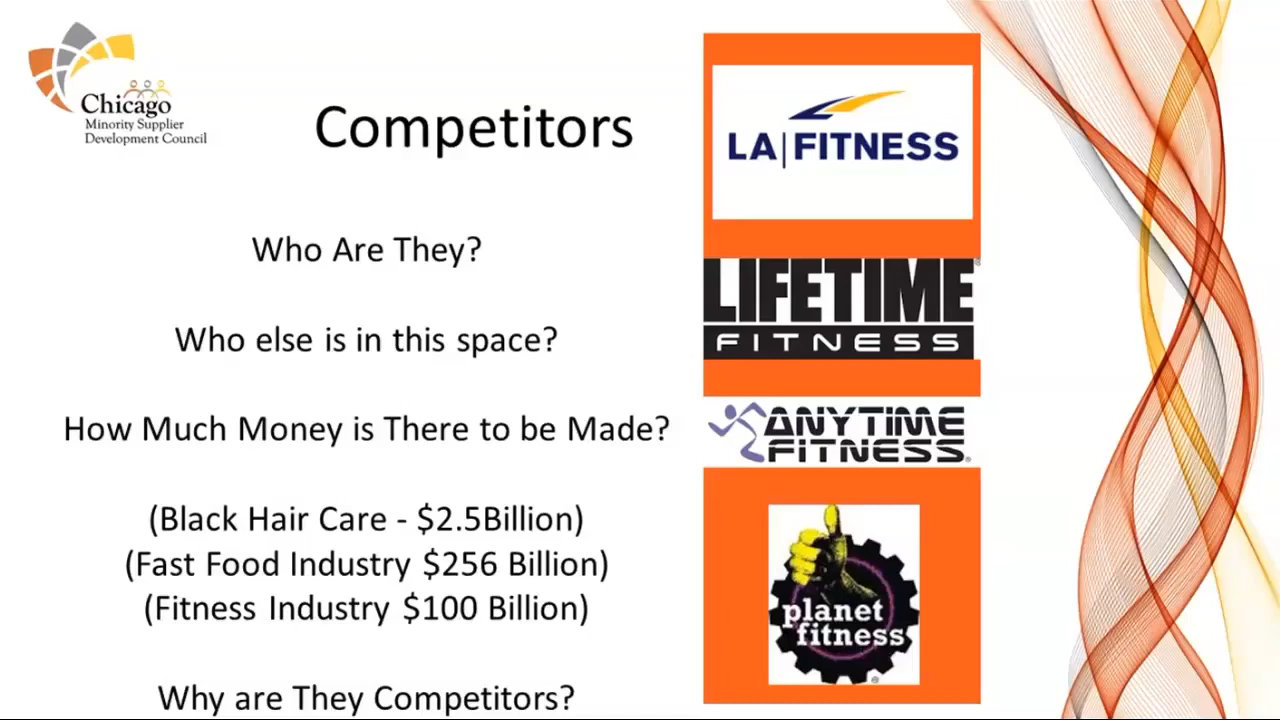 Chicago
Minority Supplier
Development Council
Competitors
Who Are They?
Who else is in this space?
How Much Money is There to be Made?
(Black Hair Care - $2.5Billion)
(Fast Food Industry $256 Billion)
(Fitness Industry $100 Billion)
Why are They Competitors?
LA|FITNESS
LIFETIME
FITNESS
ANYTIME
FITNESS
planet
fitness